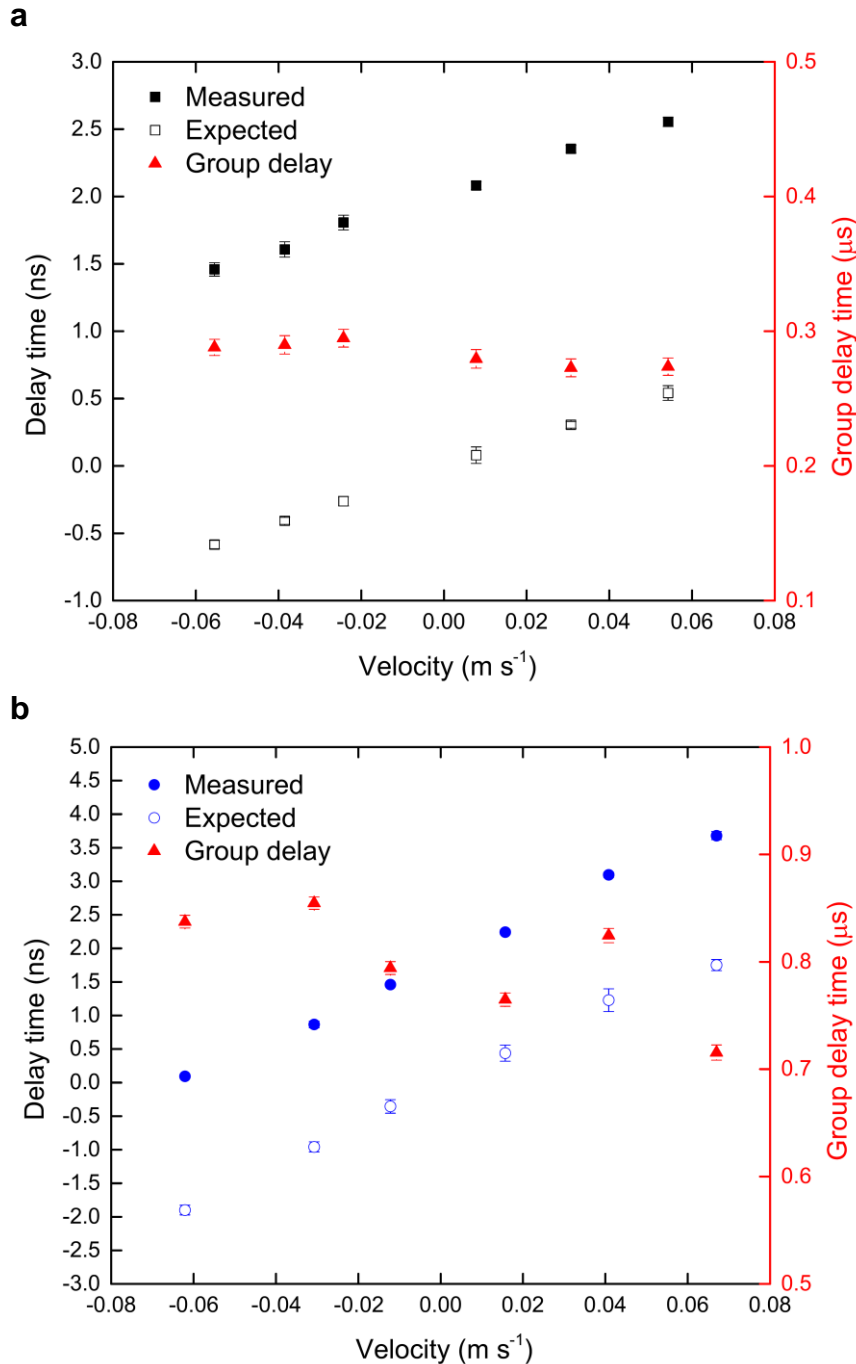 a
3.0
2.5
2.0
1.5
1.0
0.5
0.0
-0.5
-1.0
Delay time (ns)
Measured
Expected
Group delay
0.5
0.4
0.3
0.2
0.1
Group delay time (μs)
-0.08 -0.06 -0.04 -0.02 0.00 0.02 0.04 0.06 0.08
Velocity (m s⁻¹)
b
5.0
4.5
4.0
3.5
3.0
2.5
2.0
1.5
1.0
0.5
0.0
-0.5
-1.0
-1.5
-2.0
-2.5
-3.0
Delay time (ns)
Measured
Expected
Group delay
1.0
0.9
0.8
0.7
0.6
0.5
Group delay time (μs)
-0.08 -0.06 -0.04 -0.02 0.00 0.02 0.04 0.06 0.08
Velocity (m s⁻¹)